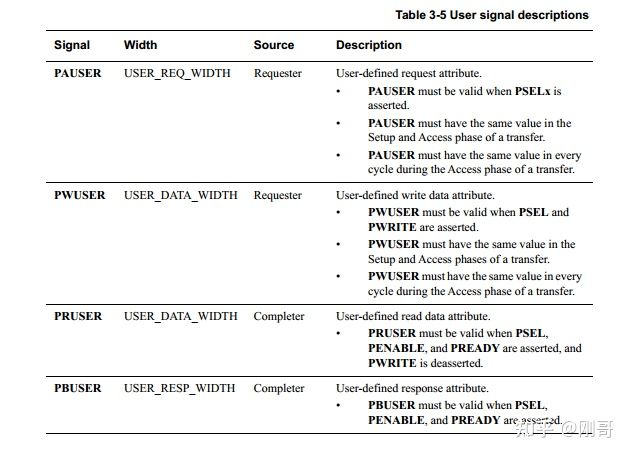 Table 3-5 User signal descriptions
Signal Width Source Description
PAUSER USER_REQ_WIDTH Requester User-defined request attribute.
• PAUSER must be valid when PSELx is
asserted.
• PAUSER must have the same value in the
Setup and Access phase of a transfer.
• PAUSER must have the same value in every
cycle during the Access phase of a transfer.
PWUSER USER_DATA_WIDTH Requester User-defined write data attribute.
• PWUSER must be valid when PSEL and
PWRITE are asserted.
• PWUSER must have the same value in the
Setup and Access phases of a transfer.
• PWUSER must have the same value in every
cycle during the Access phase of a transfer.
PRUSER USER_DATA_WIDTH Completer User-defined read data attribute.
• PRUSER must be valid when PSEL,
PENABLE, and PREADY are asserted, and
PWRITE is deasserted.
PBUSER USER_RESP_WIDTH Completer User-defined response attribute.
• PBUSER must be valid when PSEL,
PENABLE, and PREADY are asserted.
知乎 @刚哥